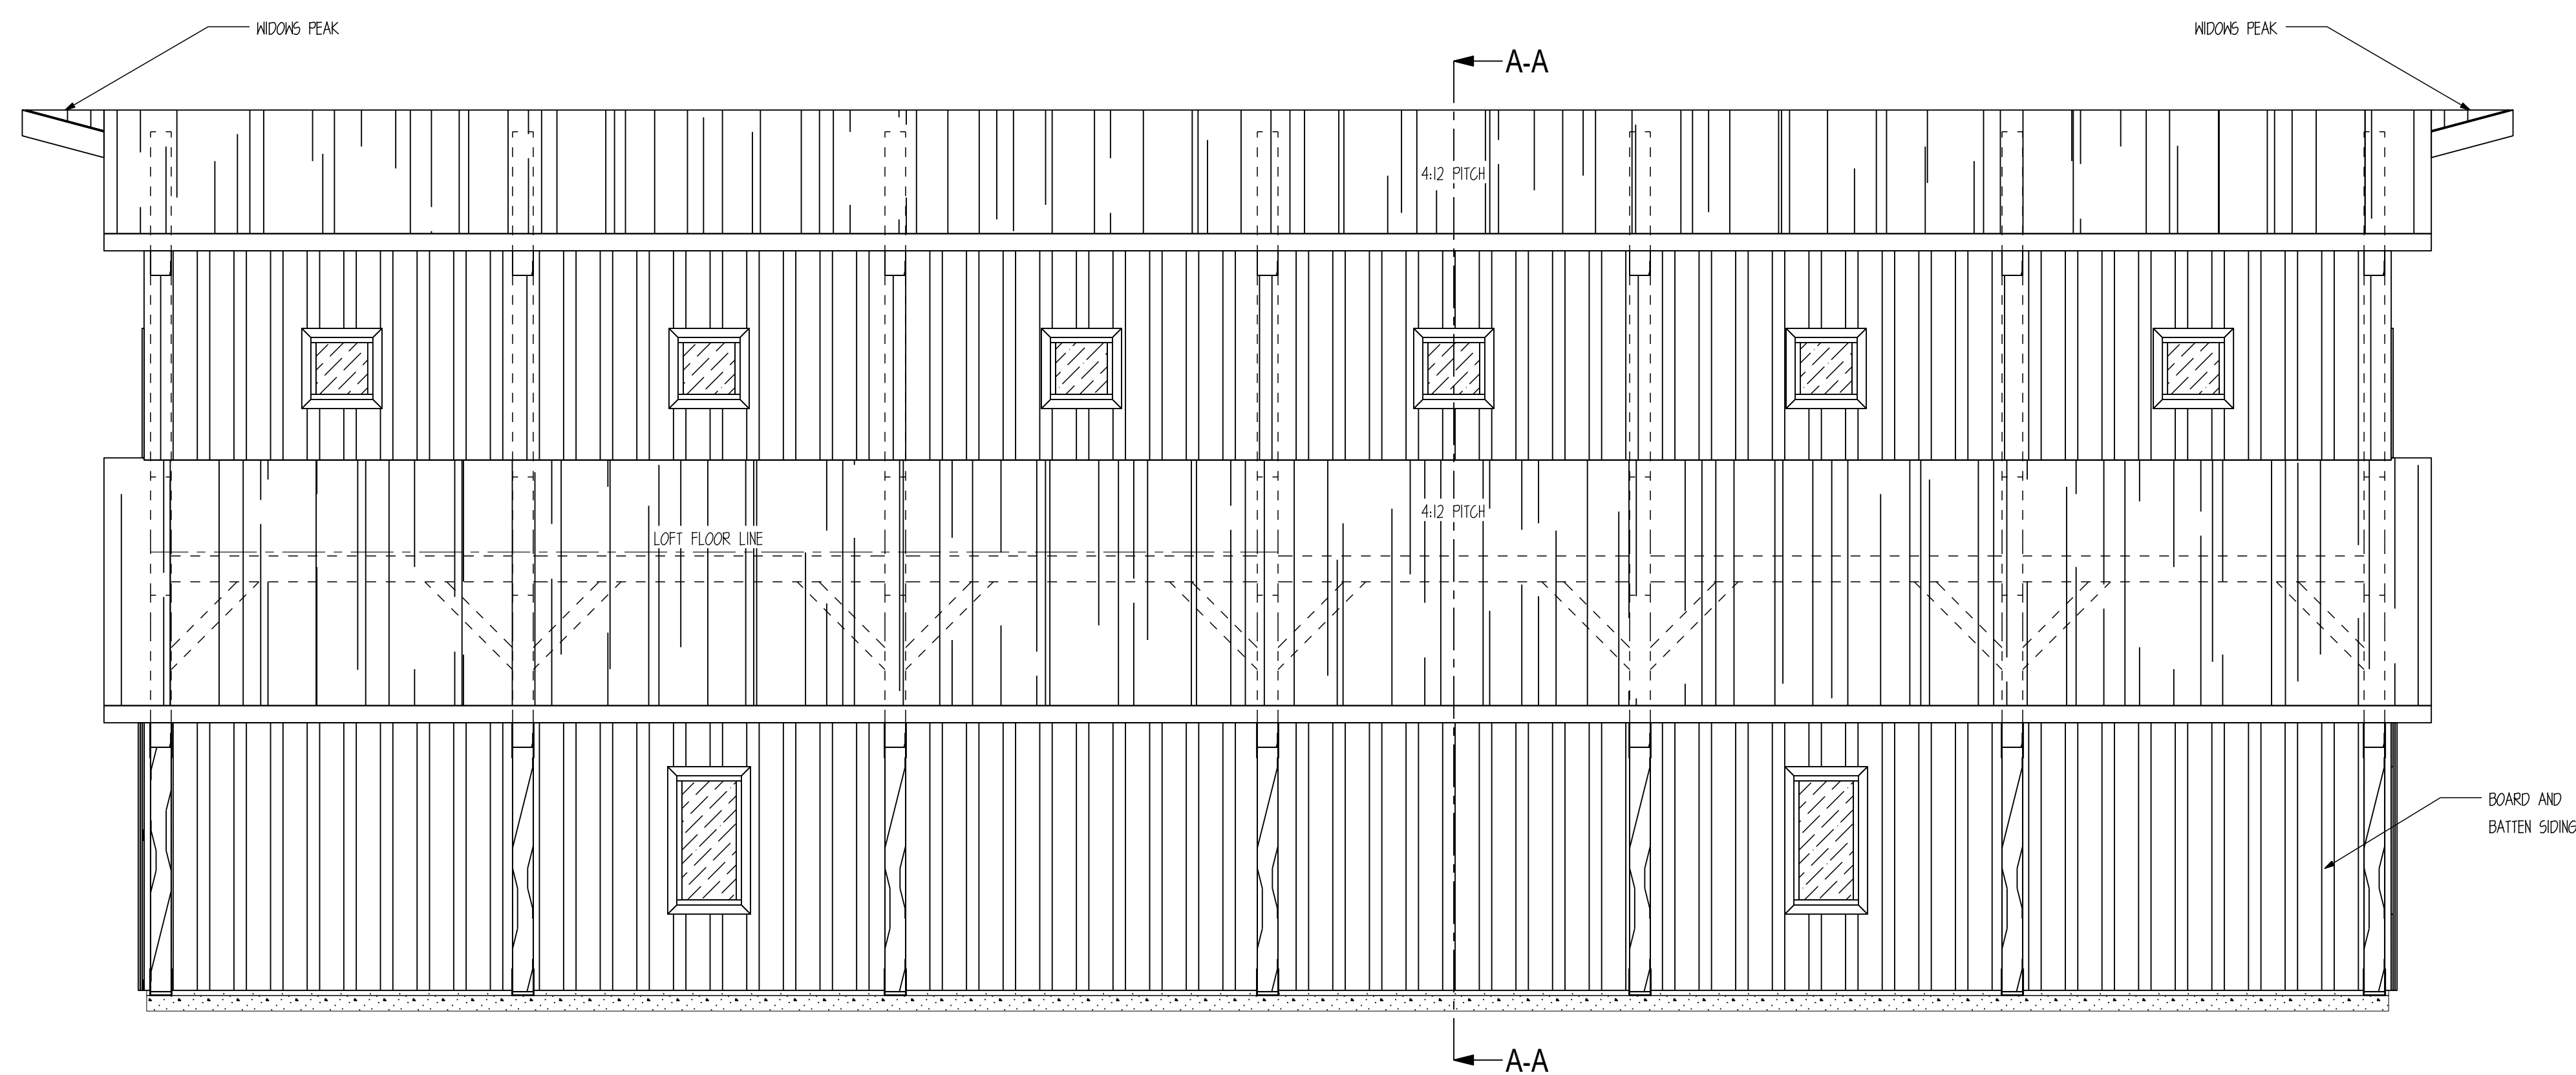 WIDOWS PEAK
WIDOWS PEAK
A-A
4:12 PITCH
4:12 PITCH
LOFT FLOOR LINE
BOARD AND
BATTEN SIDING
A-A